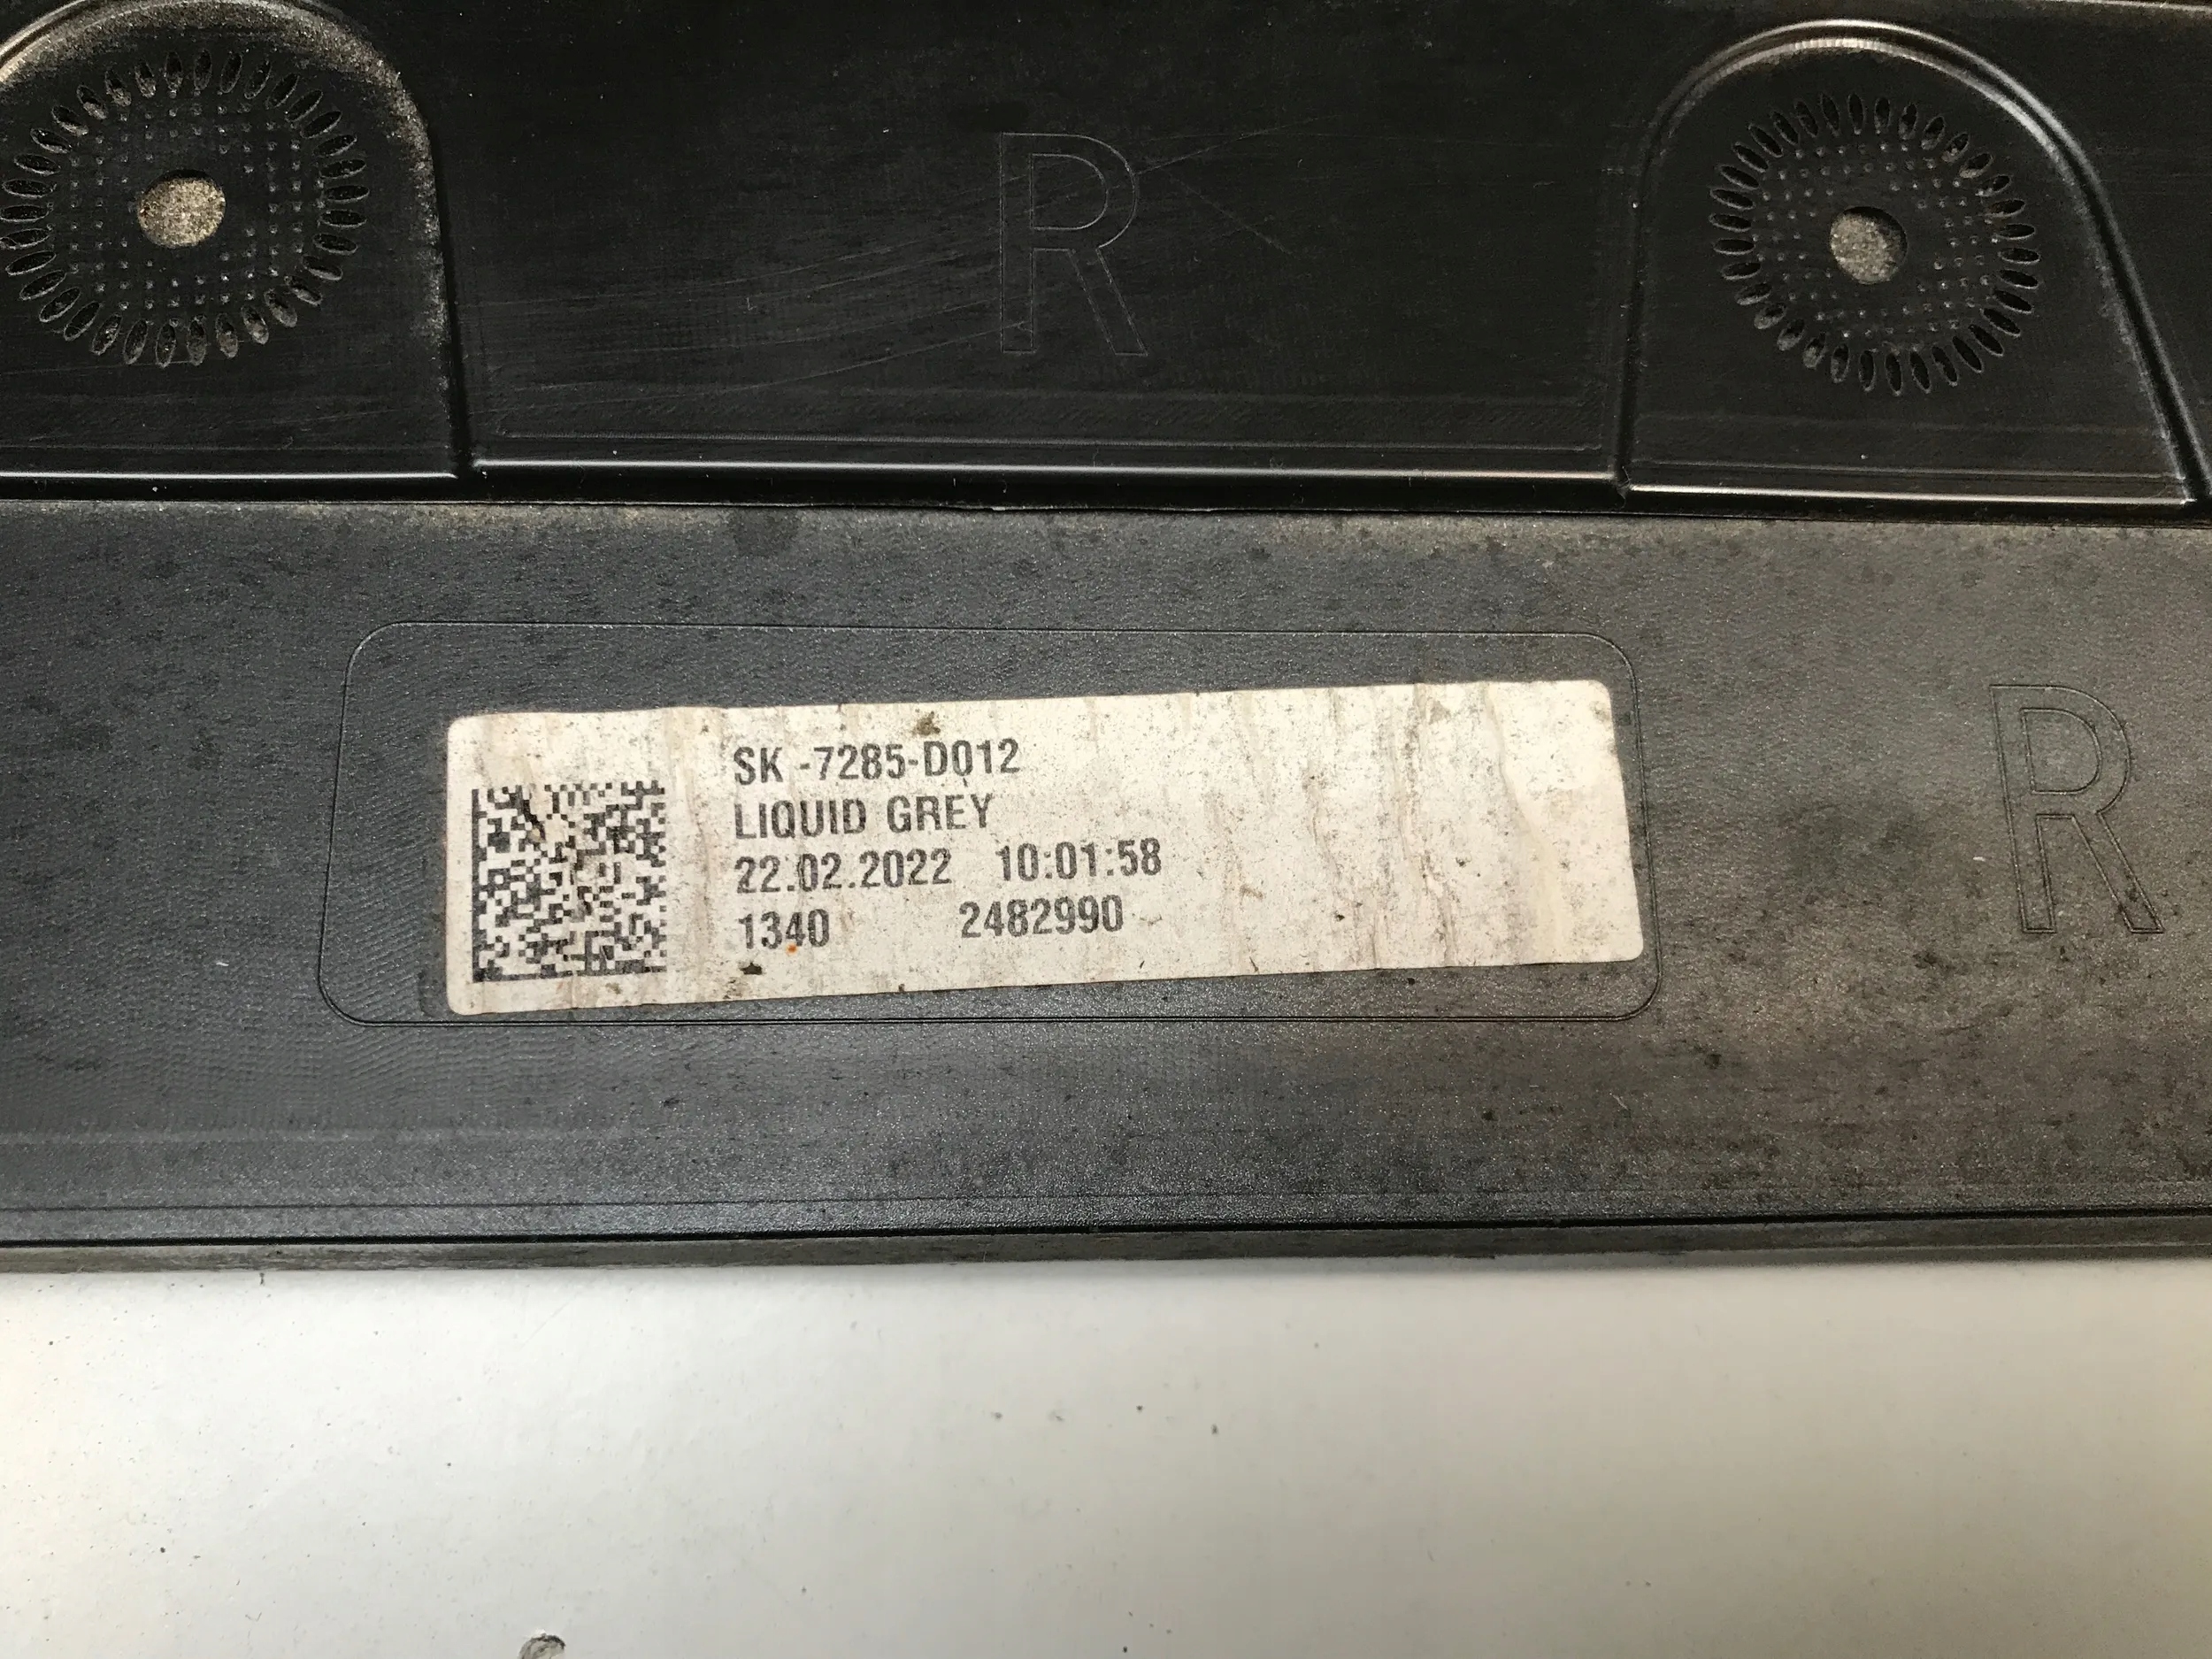 R
SK -7285-D012
LIQUID GREY
22.02.2022 10:01:58
1340 2482990
R